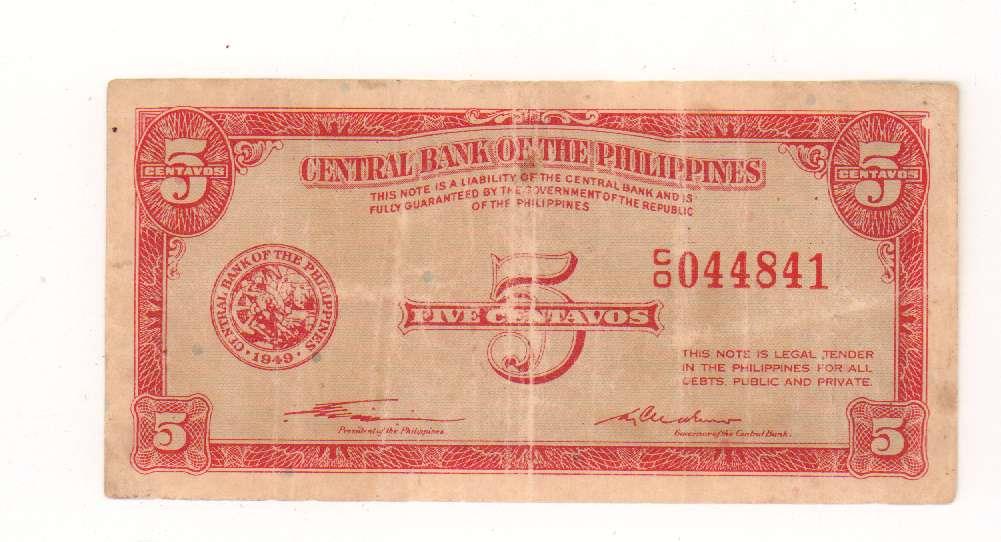 5
CENTAVOS
5
CENTAVOS
CENTRAL BANK OF THE PHILIPPINES
THIS NOTE IS A LIABILITY OF THE CENTRAL BANK AND IS
FULLY GUARANTEED BY THE GOVERNMENT OF THE REPUBLIC
OF THE PHILIPPINES
CENTRAL BANK OF THE PHILIPPINES
· 1949 ·
5
FIVE CENTAVOS
CD 044841
THIS NOTE IS LEGAL TENDER
IN THE PHILIPPINES FOR ALL
DEBTS, PUBLIC AND PRIVATE.
President of the Philippines
Governor of the Central Bank.
5
5